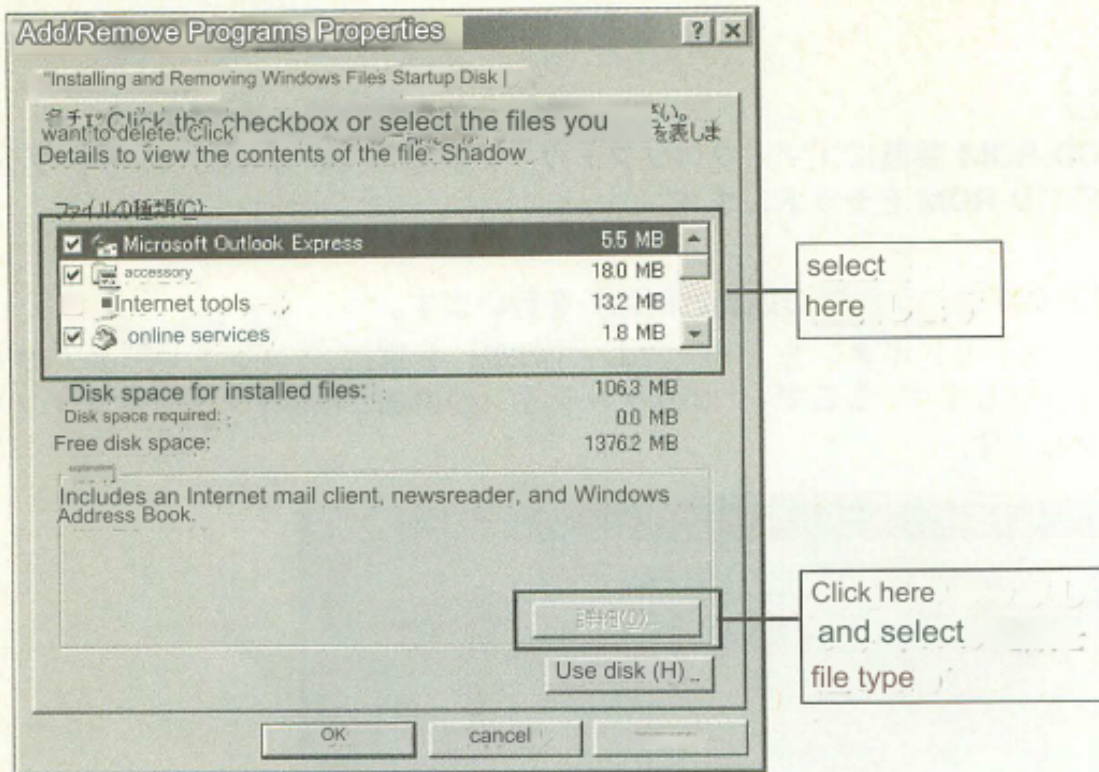 Add/Remove Programs Properties
"Installing and Removing Windows Files Startup Disk |
Click the checkbox or select the files you
want to delete. Click
を表しま
Details to view the contents of the file. Shadow
ファイルの種類(C):
Microsoft Outlook Express 5.5 MB
accessory 18.0 MB
Internet tools 13.2 MB
online services 1.8 MB
select
here
Disk space for installed files: 106.3 MB
Disk space required: 0.0 MB
Free disk space: 1376.2 MB
explanation
Includes an Internet mail client, newsreader, and Windows
Address Book.
詳細(D)...
Click here
and select
file type
Use disk (H)
OK
cancel